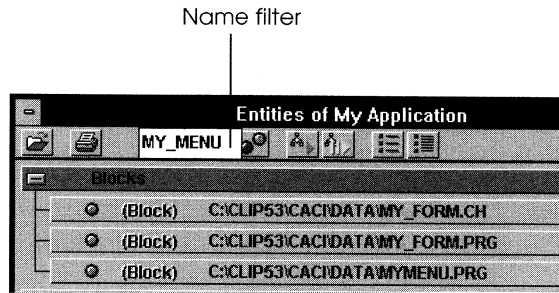 Name filter
Entities of My Application
MY_MENU
Blocks
(Block) C:\CLIP53\CACI\DATA\MY_FORM.CH
(Block) C:\CLIP53\CACI\DATA\MY_FORM.PRG
(Block) C:\CLIP53\CACI\DATA\MYMENU.PRG